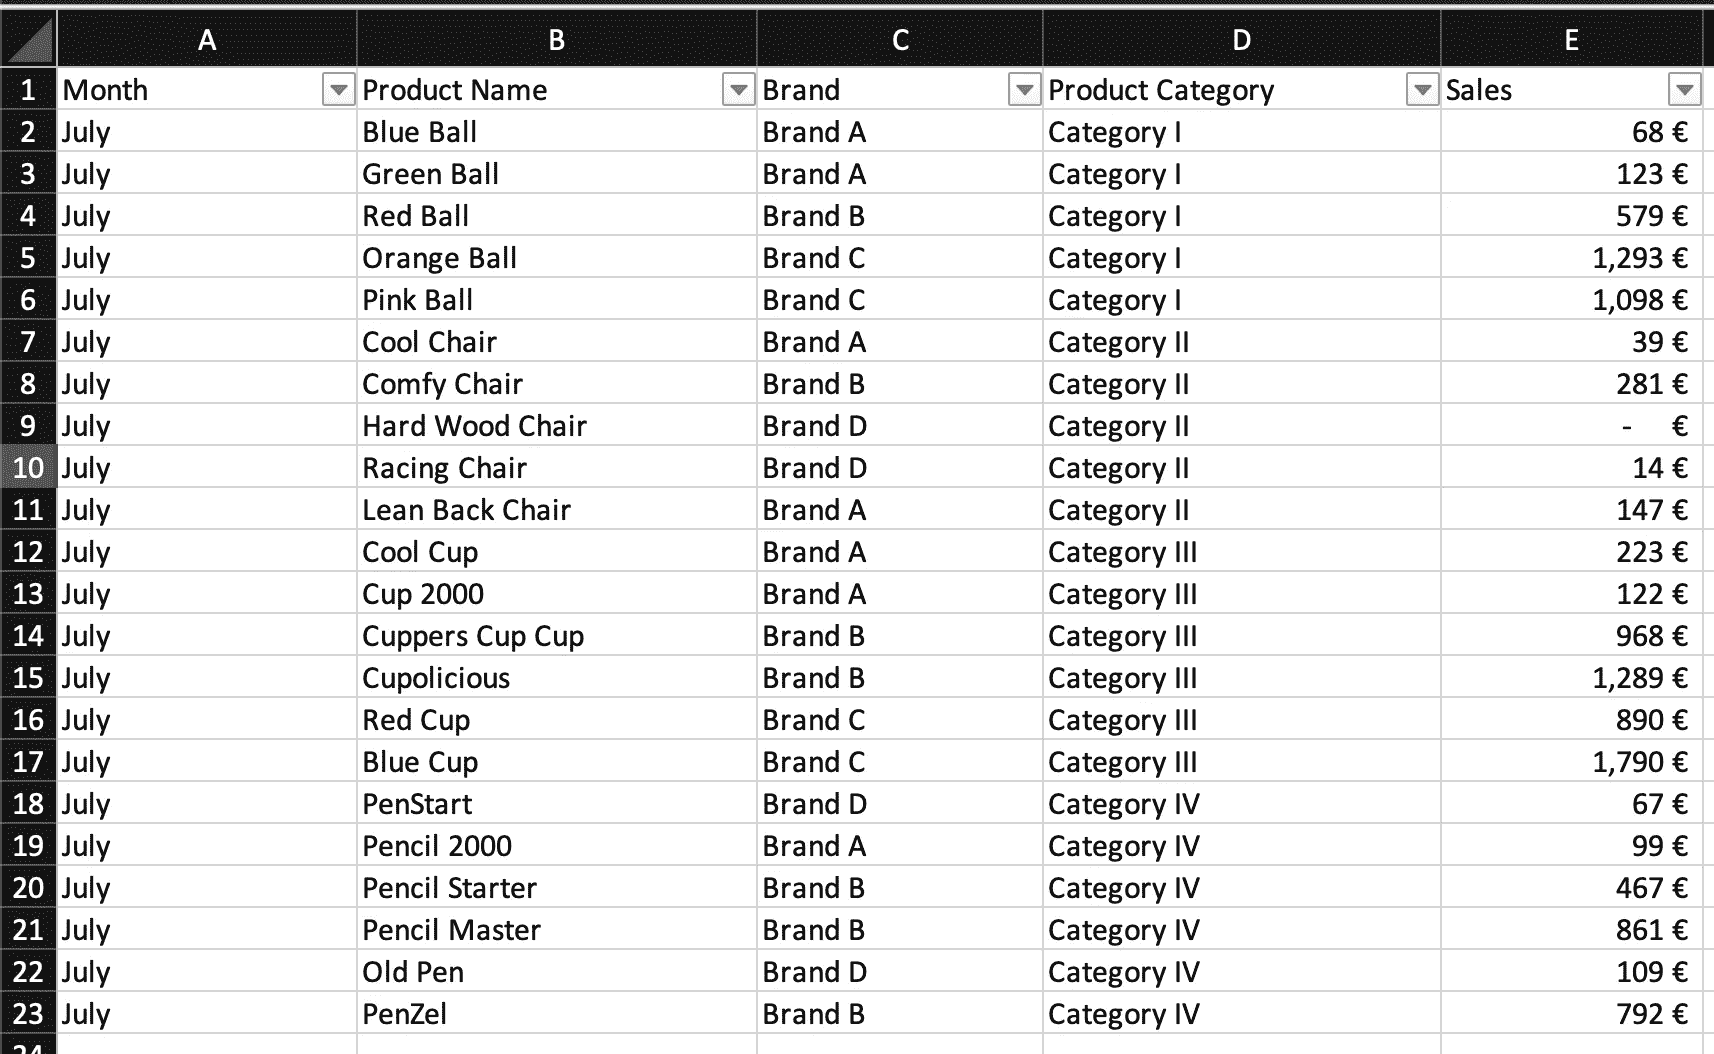 A B C D E
1 Month Product Name Brand Product Category Sales
2 July Blue Ball Brand A Category I 68 €
3 July Green Ball Brand A Category I 123 €
4 July Red Ball Brand B Category I 579 €
5 July Orange Ball Brand C Category I 1,293 €
6 July Pink Ball Brand C Category I 1,098 €
7 July Cool Chair Brand A Category II 39 €
8 July Comfy Chair Brand B Category II 281 €
9 July Hard Wood Chair Brand D Category II - €
10 July Racing Chair Brand D Category II 14 €
11 July Lean Back Chair Brand A Category II 147 €
12 July Cool Cup Brand A Category III 223 €
13 July Cup 2000 Brand A Category III 122 €
14 July Cuppers Cup Cup Brand B Category III 968 €
15 July Cupolicious Brand B Category III 1,289 €
16 July Red Cup Brand C Category III 890 €
17 July Blue Cup Brand C Category III 1,790 €
18 July PenStart Brand D Category IV 67 €
19 July Pencil 2000 Brand A Category IV 99 €
20 July Pencil Starter Brand B Category IV 467 €
21 July Pencil Master Brand B Category IV 861 €
22 July Old Pen Brand D Category IV 109 €
23 July PenZel Brand B Category IV 792 €
24